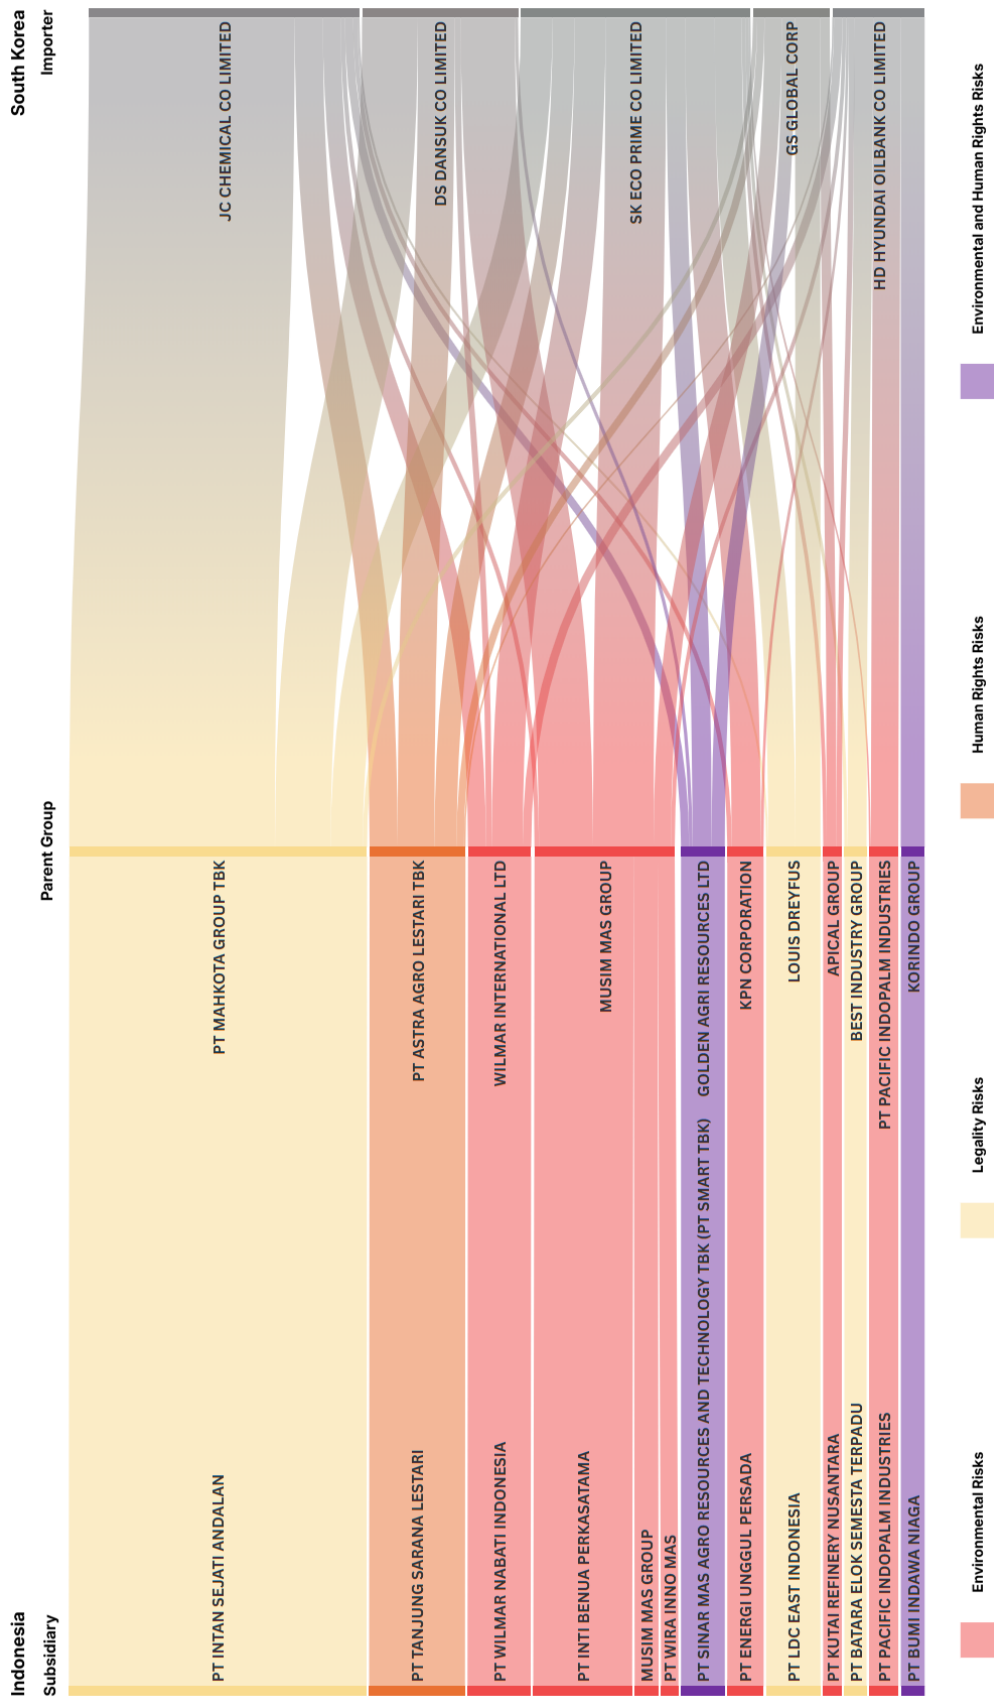 Indonesia
Subsidiary
Parent Group
South Korea
Importer
PT INTAN SEJATI ANDALAN
PT TANJUNG SARANA LESTARI
PT WILMAR NABATI INDONESIA
PT INTI BENUA PERKASATAMA
MUSIM MAS GROUP
PT WIRA INNO MAS
PT SINAR MAS AGRO RESOURCES AND TECHNOLOGY TBK (PT SMART TBK)
PT ENERGI UNGGUL PERSADA
PT LDC EAST INDONESIA
PT KUTAI REFINERY NUSANTARA
PT BATARA ELOK SEMESTA TERPADU
PT PACIFIC INDOPALM INDUSTRIES
PT BUMI INDAWA NIAGA
PT MAHKOTA GROUP TBK
PT ASTRA AGRO LESTARI TBK
WILMAR INTERNATIONAL LTD
MUSIM MAS GROUP
GOLDEN AGRI RESOURCES LTD
KPN CORPORATION
LOUIS DREYFUS
APICAL GROUP
BEST INDUSTRY GROUP
PT PACIFIC INDOPALM INDUSTRIES
KORINDO GROUP
JC CHEMICAL CO LIMITED
DS DANSUK CO LIMITED
SK ECO PRIME CO LIMITED
GS GLOBAL CORP
HD HYUNDAI OILBANK CO LIMITED
Environmental Risks
Legality Risks
Human Rights Risks
Environmental and Human Rights Risks